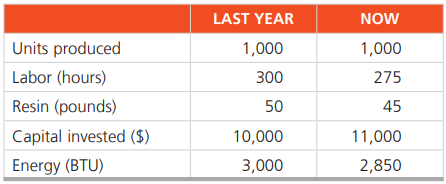 LAST YEAR NOW
Units produced 1,000 1,000
Labor (hours) 300 275
Resin (pounds) 50 45
Capital invested ($) 10,000 11,000
Energy (BTU) 3,000 2,850